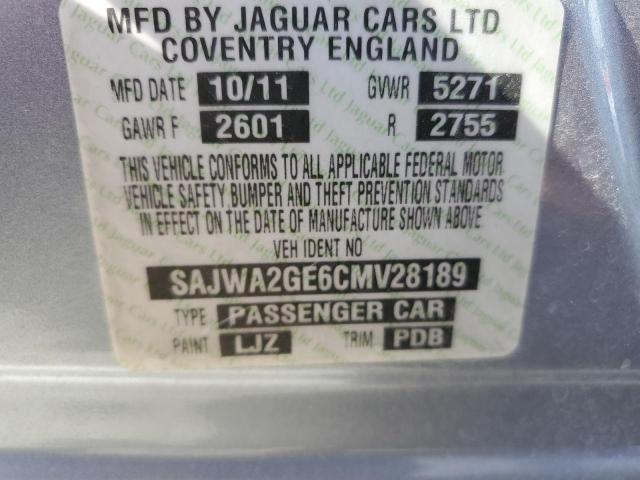 MFD BY JAGUAR CARS LTD
COVENTRY ENGLAND
MFD DATE 10/11 GVWR 5271
GAWR F 2601 R 2755
THIS VEHICLE CONFORMS TO ALL APPLICABLE FEDERAL MOTOR
VEHICLE SAFETY, BUMPER AND THEFT PREVENTION STANDARDS
IN EFFECT ON THE DATE OF MANUFACTURE SHOWN ABOVE
VEH IDENT NO
SAJWA2GE6CMV28189
TYPE PASSENGER CAR
PAINT LJZ TRIM PDB